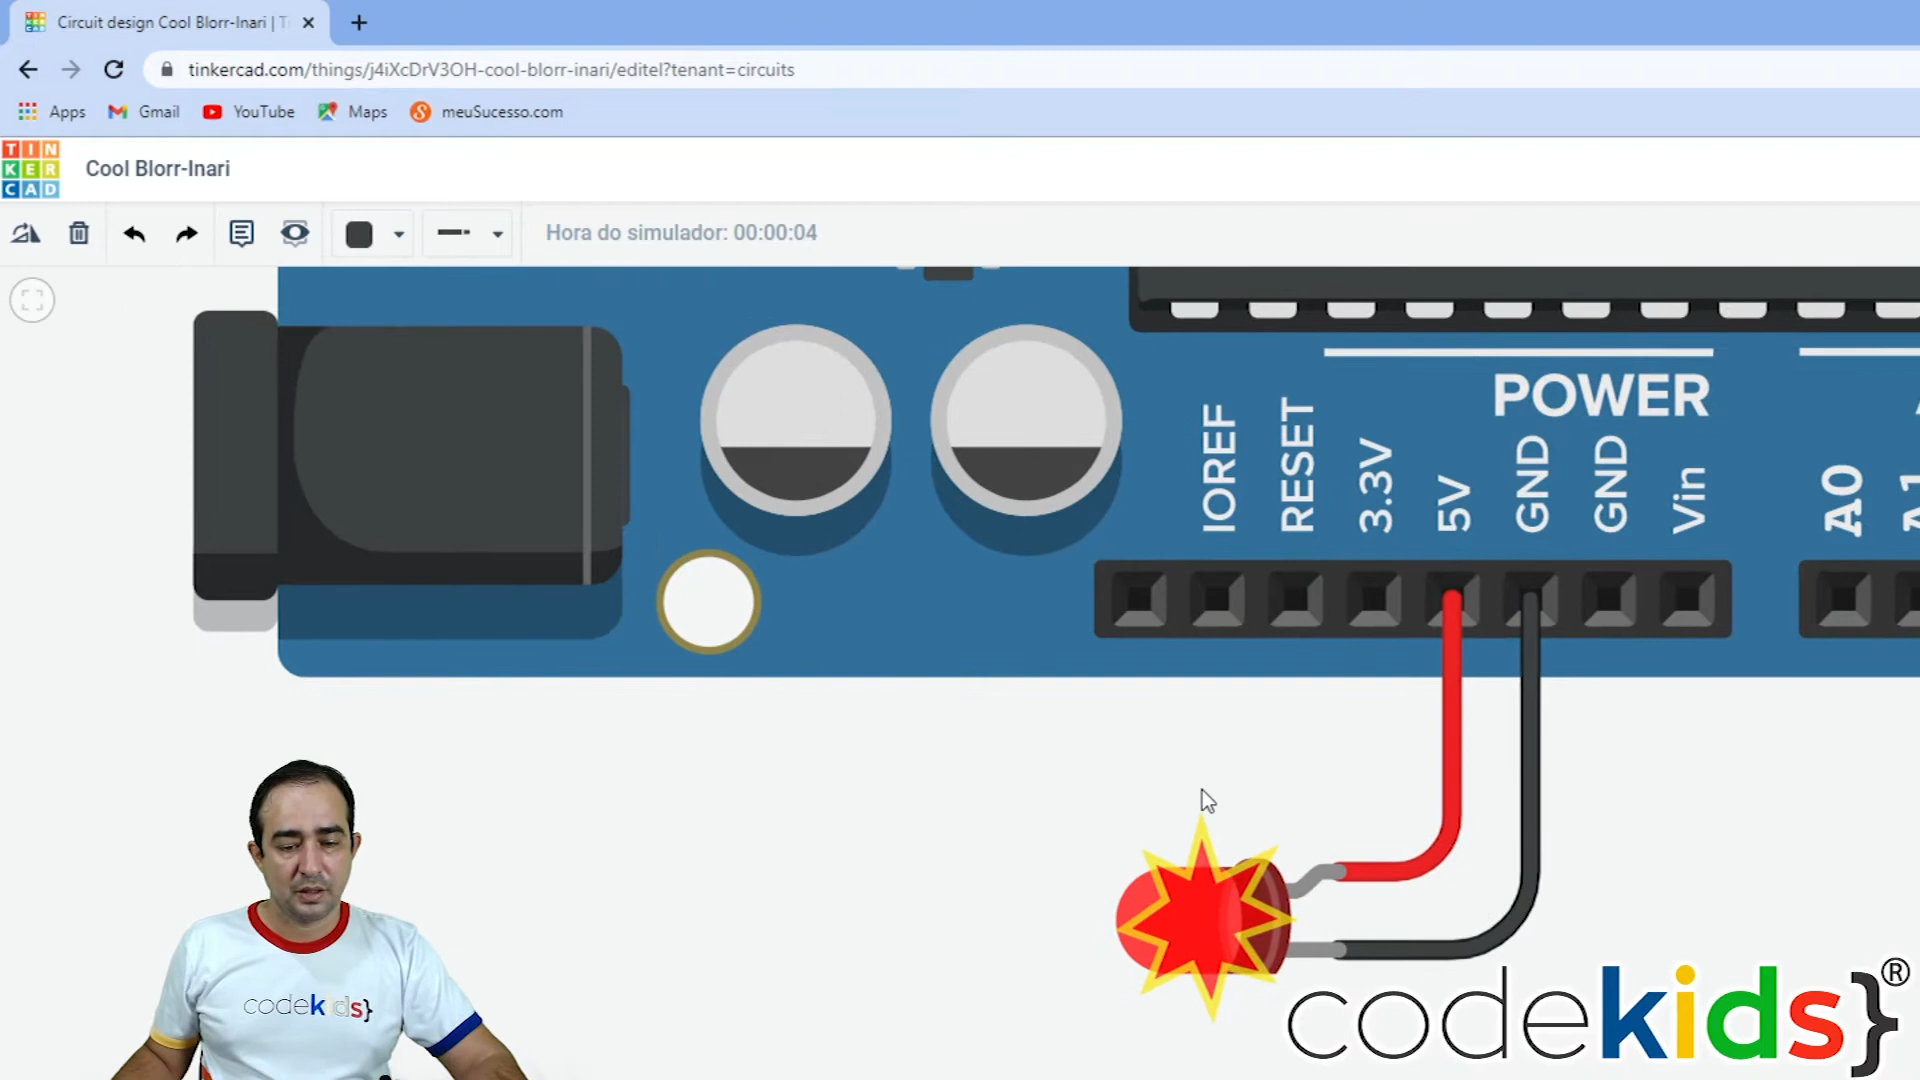 Circuit design Cool Blorr-Inari | T
tinkercad.com/things/j4iXcDrV3OH-cool-blorr-inari/editel?tenant=circuits
Apps
Gmail
YouTube
Maps
meuSucesso.com
TIN
KER
CAD
Cool Blorr-Inari
Hora do simulador: 00:00:04
POWER
IOREF
RESET
3.3V
5V
GND
GND
Vin
A0
A1
codekids}
codekids}®